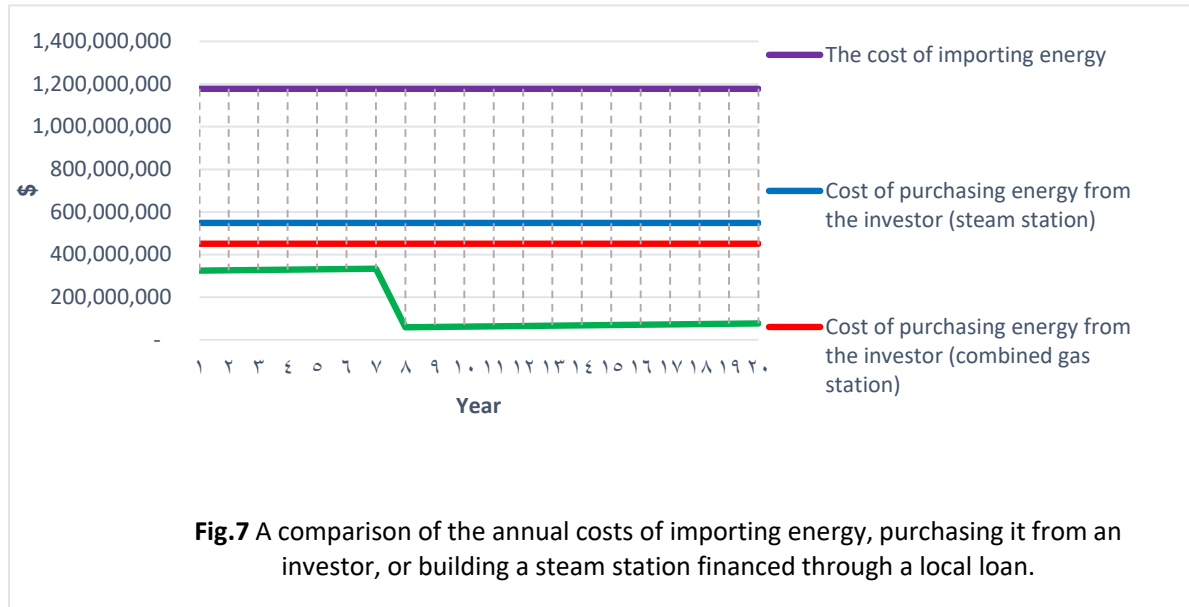 1,400,000,000
1,200,000,000
1,000,000,000
800,000,000
600,000,000
400,000,000
200,000,000
-
$
١ ٢ ٣ ٤ ٥ ٦ ٧ ٨ ٩ ١٠ ١١ ١٢ ١٣ ١٤ ١٥ ١٦ ١٧ ١٨ ١٩ ٢٠
Year
The cost of importing energy
Cost of purchasing energy from
the investor (steam station)
Cost of purchasing energy from
the investor (combined gas
station)
Fig.7 A comparison of the annual costs of importing energy, purchasing it from an
investor, or building a steam station financed through a local loan.